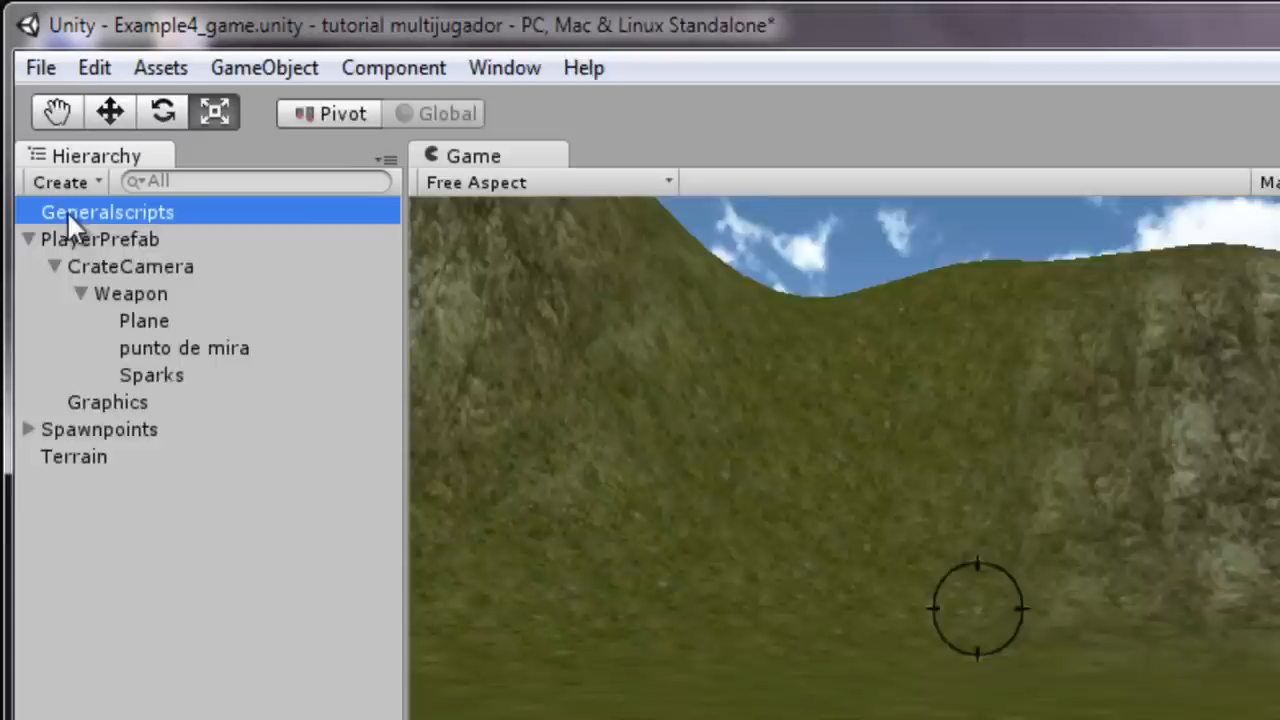 Unity - Example4_game.unity - tutorial multijugador - PC, Mac & Linux Standalone*
File Edit Assets GameObject Component Window Help
Pivot Global
Hierarchy
Game
Create All
Free Aspect
Ma
Generalscripts
PlayerPrefab
CrateCamera
Weapon
Plane
punto de mira
Sparks
Graphics
Spawnpoints
Terrain